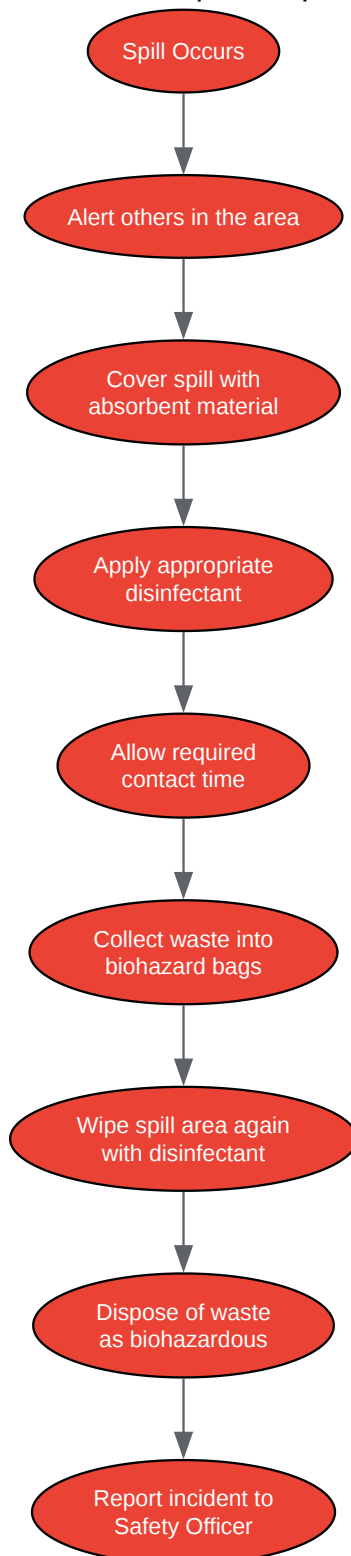 Spill Occurs
Alert others in the area
Cover spill with
absorbent material
Apply appropriate
disinfectant
Allow required
contact time
Collect waste into
biohazard bags
Wipe spill area again
with disinfectant
Dispose of waste
as biohazardous
Report incident to
Safety Officer